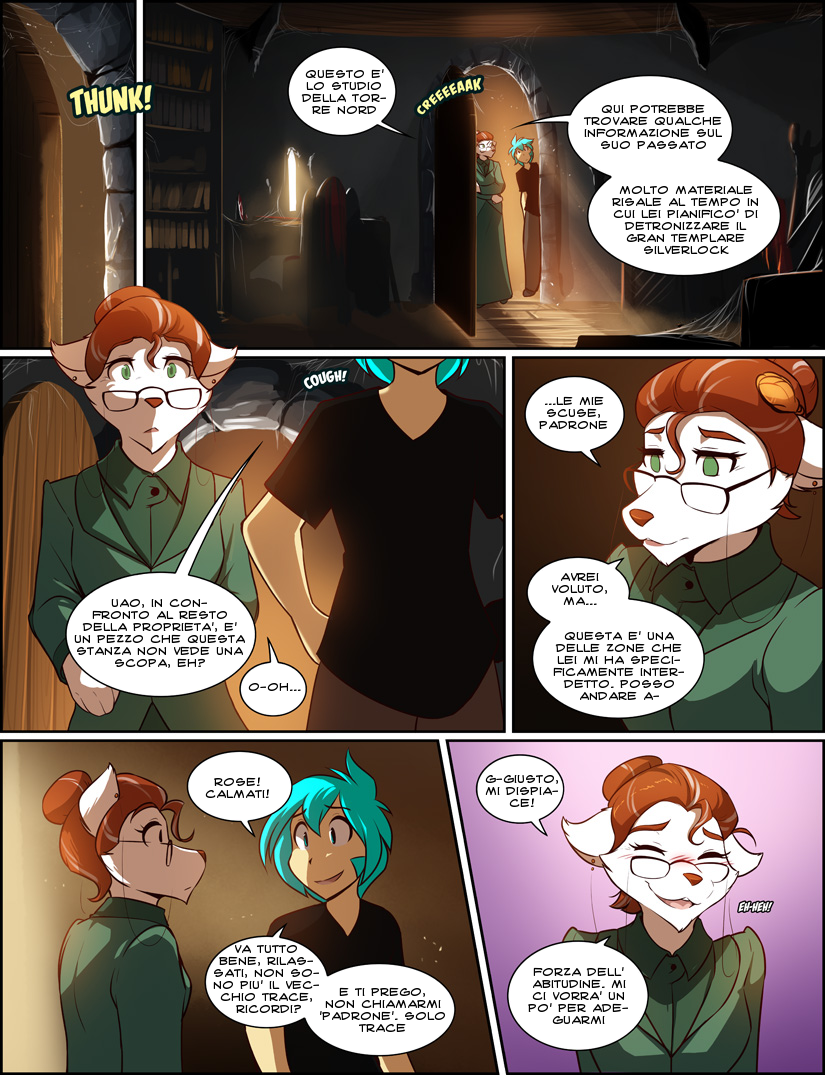 THUNK!
QUESTO E'
LO STUDIO
DELLA TOR-
RE NORD
CREEEEAAK
QUI POTREBBE
TROVARE QUALCHE
INFORMAZIONE SUL
SUO PASSATO
MOLTO MATERIALE
RISALE AL TEMPO IN
CUI LEI PIANIFICO' DI
DETRONIZZARE IL
GRAN TEMPLARE
SILVERLOCK
COUGH!
UAO, IN CON-
FRONTO AL RESTO
DELLA PROPRIETA', E'
UN PEZZO CHE QUESTA
STANZA NON VEDE UNA
SCOPA, EH?
O-OH...
...LE MIE
SCUSE,
PADRONE
AVREI
VOLUTO,
MA...
QUESTA E' UNA
DELLE ZONE CHE
LEI MI HA SPECI-
FICAMENTE INTER-
DETTO. POSSO
ANDARE A-
ROSE!
CALMATI!
VA TUTTO
BENE, RILAS-
SATI, NON SO-
NO PIU' IL VEC-
CHIO TRACE,
RICORDI?
E TI PREGO,
NON CHIAMARMI
'PADRONE'. SOLO
TRACE
G-GIUSTO,
MI DISPIA-
CE!
EH-HEH!
FORZA DELL'
ABITUDINE. MI
CI VORRA' UN
PO' PER ADE-
GUARMI